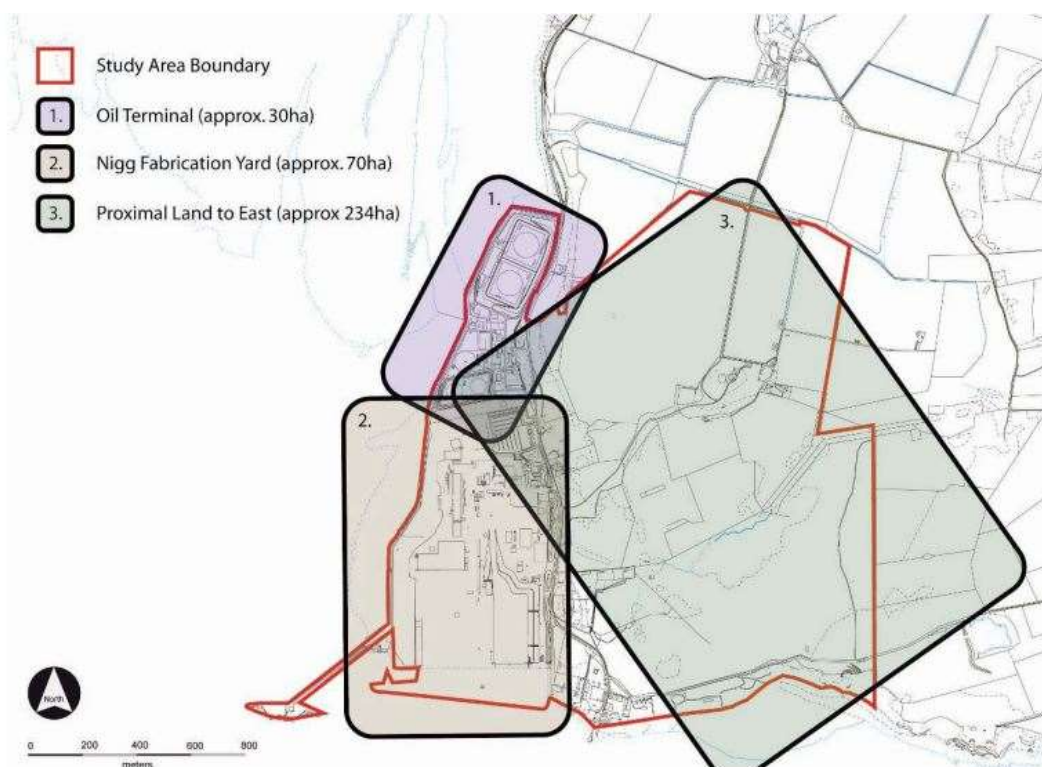 Study Area Boundary
1. Oil Terminal (approx. 30ha)
2. Nigg Fabrication Yard (approx. 70ha)
3. Proximal Land to East (approx 234ha)
1.
3.
2.
North
0 200 400 600 800
meters